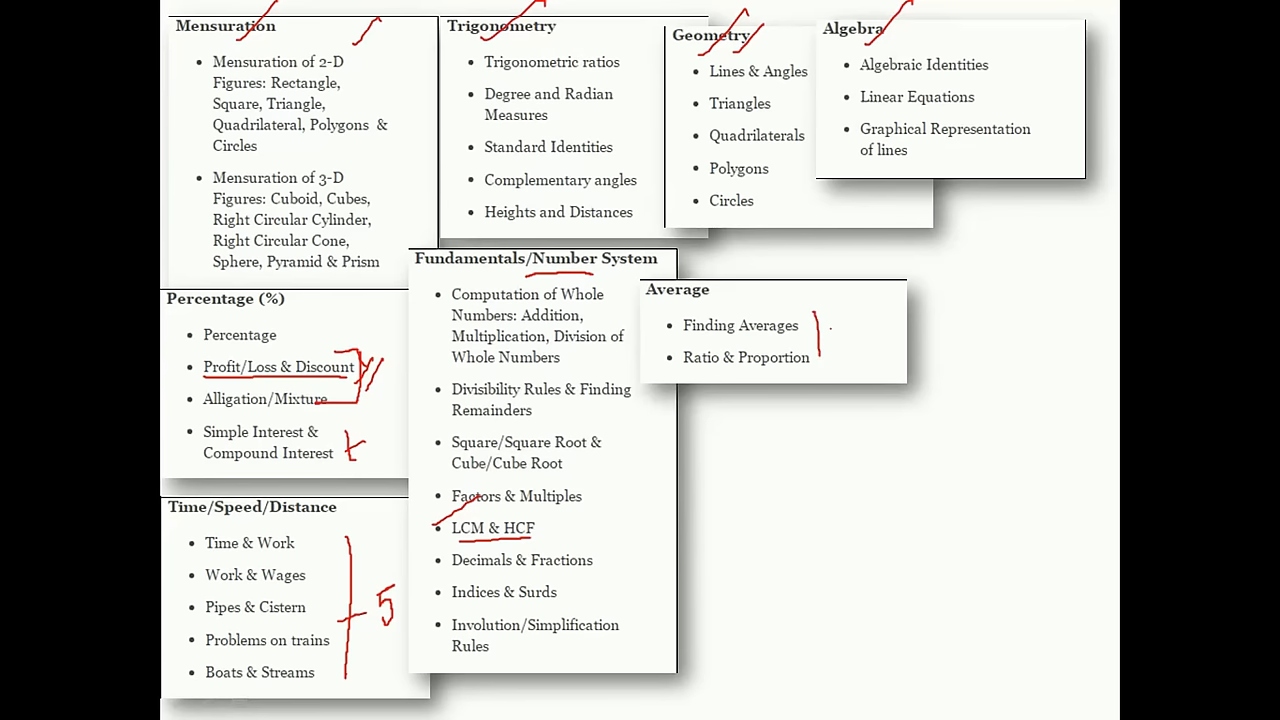 Mensuration
• Mensuration of 2-D
Figures: Rectangle,
Square, Triangle,
Quadrilateral, Polygons &
Circles
• Mensuration of 3-D
Figures: Cuboid, Cubes,
Right Circular Cylinder,
Right Circular Cone,
Sphere, Pyramid & Prism
Trigonometry
• Trigonometric ratios
• Degree and Radian
Measures
• Standard Identities
• Complementary angles
• Heights and Distances
Geometry
• Lines & Angles
• Triangles
• Quadrilaterals
• Polygons
• Circles
Algebra
• Algebraic Identities
• Linear Equations
• Graphical Representation
of lines
Percentage (%)
• Percentage
• Profit/Loss & Discount
• Alligation/Mixture
• Simple Interest &
Compound Interest
Fundamentals/Number System
• Computation of Whole
Numbers: Addition,
Multiplication, Division of
Whole Numbers
• Divisibility Rules & Finding
Remainders
• Square/Square Root &
Cube/Cube Root
• Factors & Multiples
• LCM & HCF
• Decimals & Fractions
• Indices & Surds
• Involution/Simplification
Rules
Average
• Finding Averages
• Ratio & Proportion
Time/Speed/Distance
• Time & Work
• Work & Wages
• Pipes & Cistern
• Problems on trains
• Boats & Streams
5